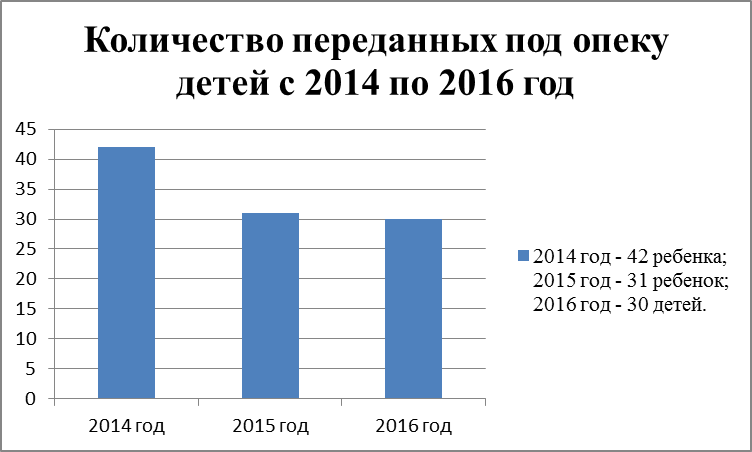 Количество переданных под опеку
детей с 2014 по 2016 год
45
40
35
30
25
20
15
10
5
0
2014 год
2015 год
2016 год
2014 год - 42 ребенка;
2015 год - 31 ребенок;
2016 год - 30 детей.